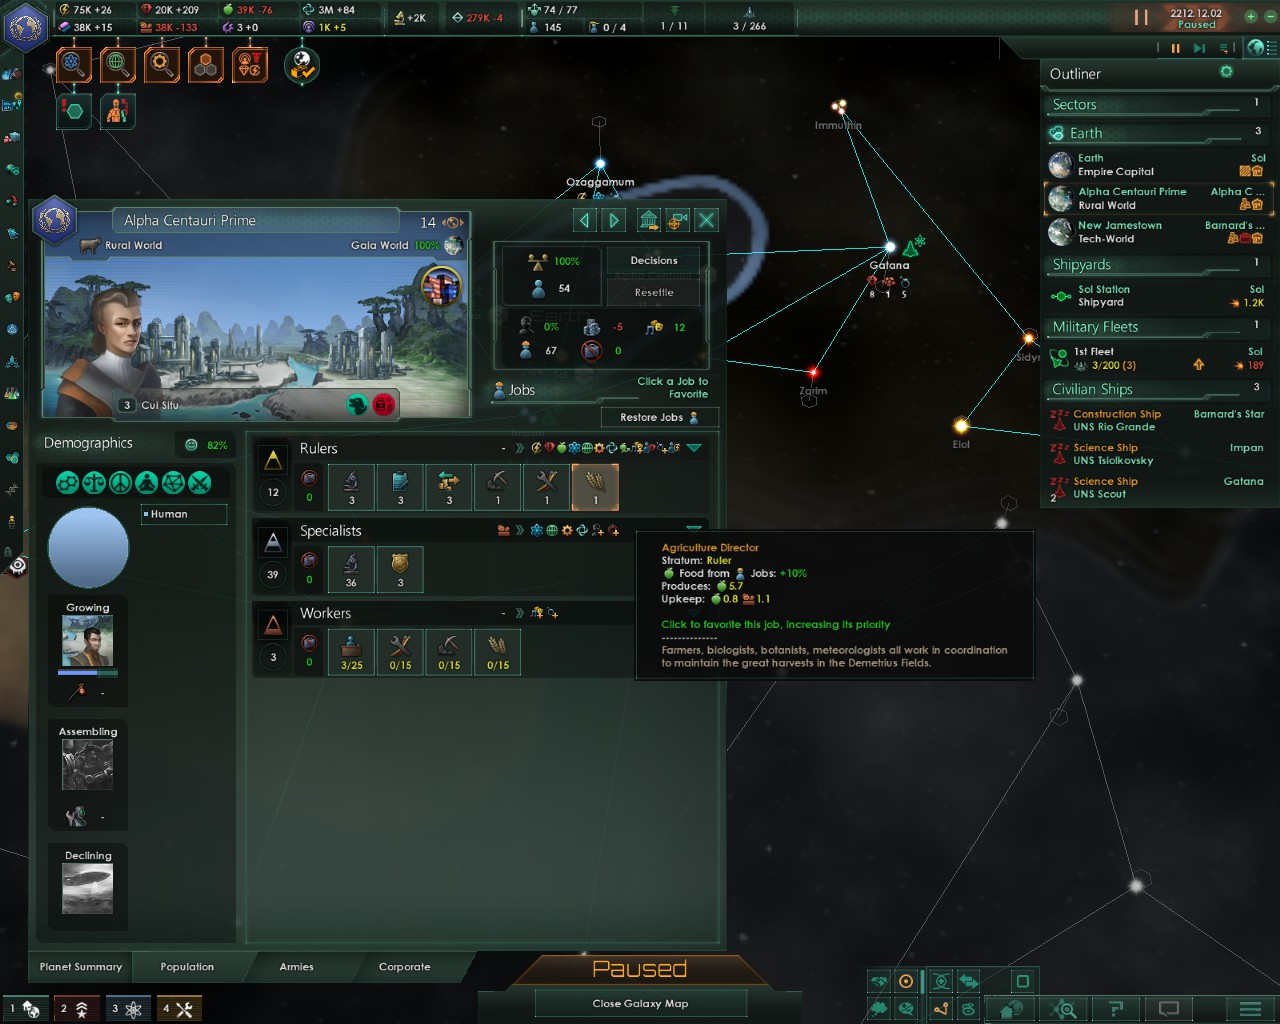 75K +26
20K +209
39K -76
3M +84
+2K
279K -4
74 / 77
38K +15
38K -133
3 +0
1K +5
145
0 / 4
1 / 11
3 / 266
2212.12.02
Paused
Outliner
Sectors 1
Earth 3
Earth Sol
Empire Capital
Alpha Centauri Prime Alpha C ...
Rural World
New Jamestown Barnard's ...
Tech-World
Shipyards 1
Sol Station Sol
Shipyard 1.2K
Military Fleets 1
1st Fleet Sol
3/200 (3) 189
Civilian Ships 3
Construction Ship Barnard's Star
UNS Rio Grande
Science Ship Impan
UNS Tsiolkovsky
Science Ship Gatana
UNS Scout
2
Immuthin
Ozaggamum
Gatana
8 1 5
Zarim
Elol
Alpha Centauri Prime 14
Rural World Gaia World 100%
3 Cui Situ
100% Decisions
54 Resettle
0% -5 12
67 0
Jobs Click a Job to
Favorite
Restore Jobs
Demographics 82%
Human
Growing
-
Assembling
-
Declining
Rulers -
12 0 3 3 3 1 1 1
Specialists
39 0 36 3
Workers -
3 0 3/25 0/15 0/15 0/15
Agriculture Director
Stratum: Ruler
Food from Jobs: +10%
Produces: 5.7
Upkeep: 0.8 1.1
Click to favorite this job, increasing its priority
--------------
Farmers, biologists, botanists, meteorologists all work in coordination
to maintain the great harvests in the Demetrius Fields.
Planet Summary Population Armies Corporate
Paused
Close Galaxy Map
1 2 3 4